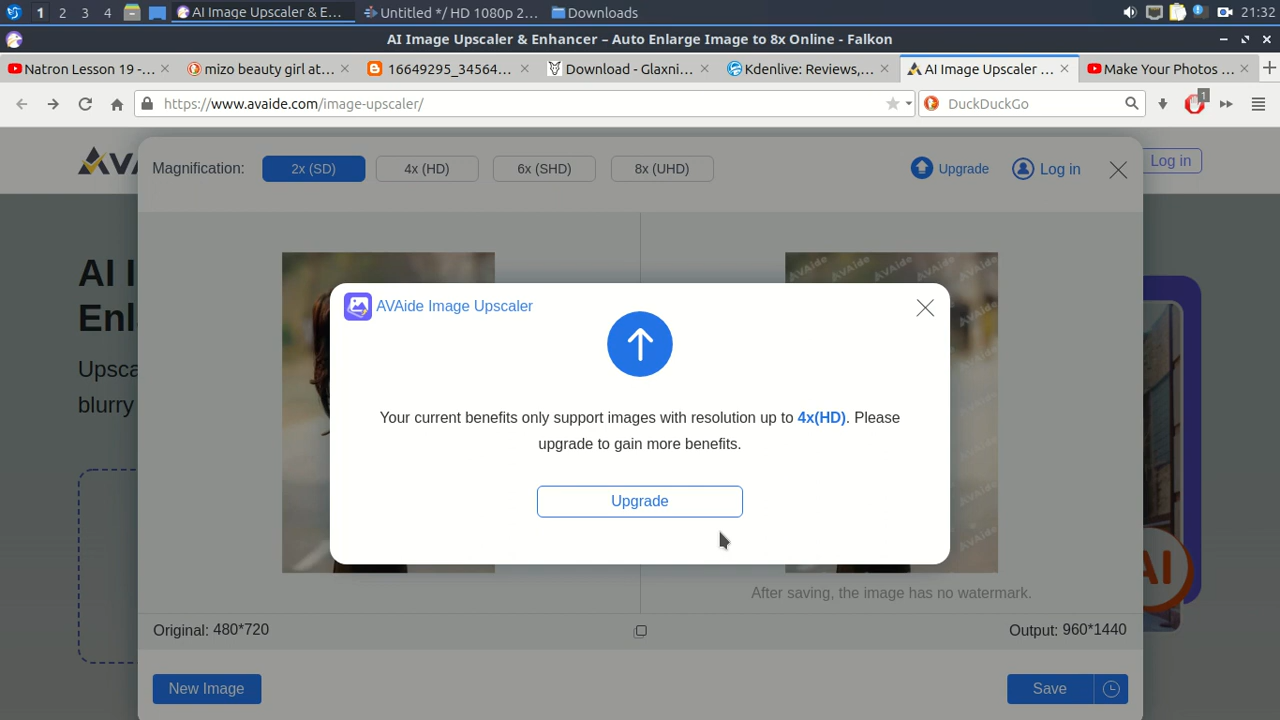 1 2 3 4 AI Image Upscaler & E... Untitled */ HD 1080p 2... Downloads 21:32
AI Image Upscaler & Enhancer – Auto Enlarge Image to 8x Online - Falkon
Natron Lesson 19 -... mizo beauty girl at... 16649295_34564... Download - Glaxni... Kdenlive: Reviews,... AI Image Upscaler ... Make Your Photos ...
https://www.avaide.com/image-upscaler/ DuckDuckGo 1
Magnification: 2x (SD) 4x (HD) 6x (SHD) 8x (UHD) Upgrade Log in Log in
AI I
Enl
Upsca
blurry
AVAide Image Upscaler
Your current benefits only support images with resolution up to 4x(HD). Please
upgrade to gain more benefits.
Upgrade
AI
After saving, the image has no watermark.
Original: 480*720 Output: 960*1440
New Image Save